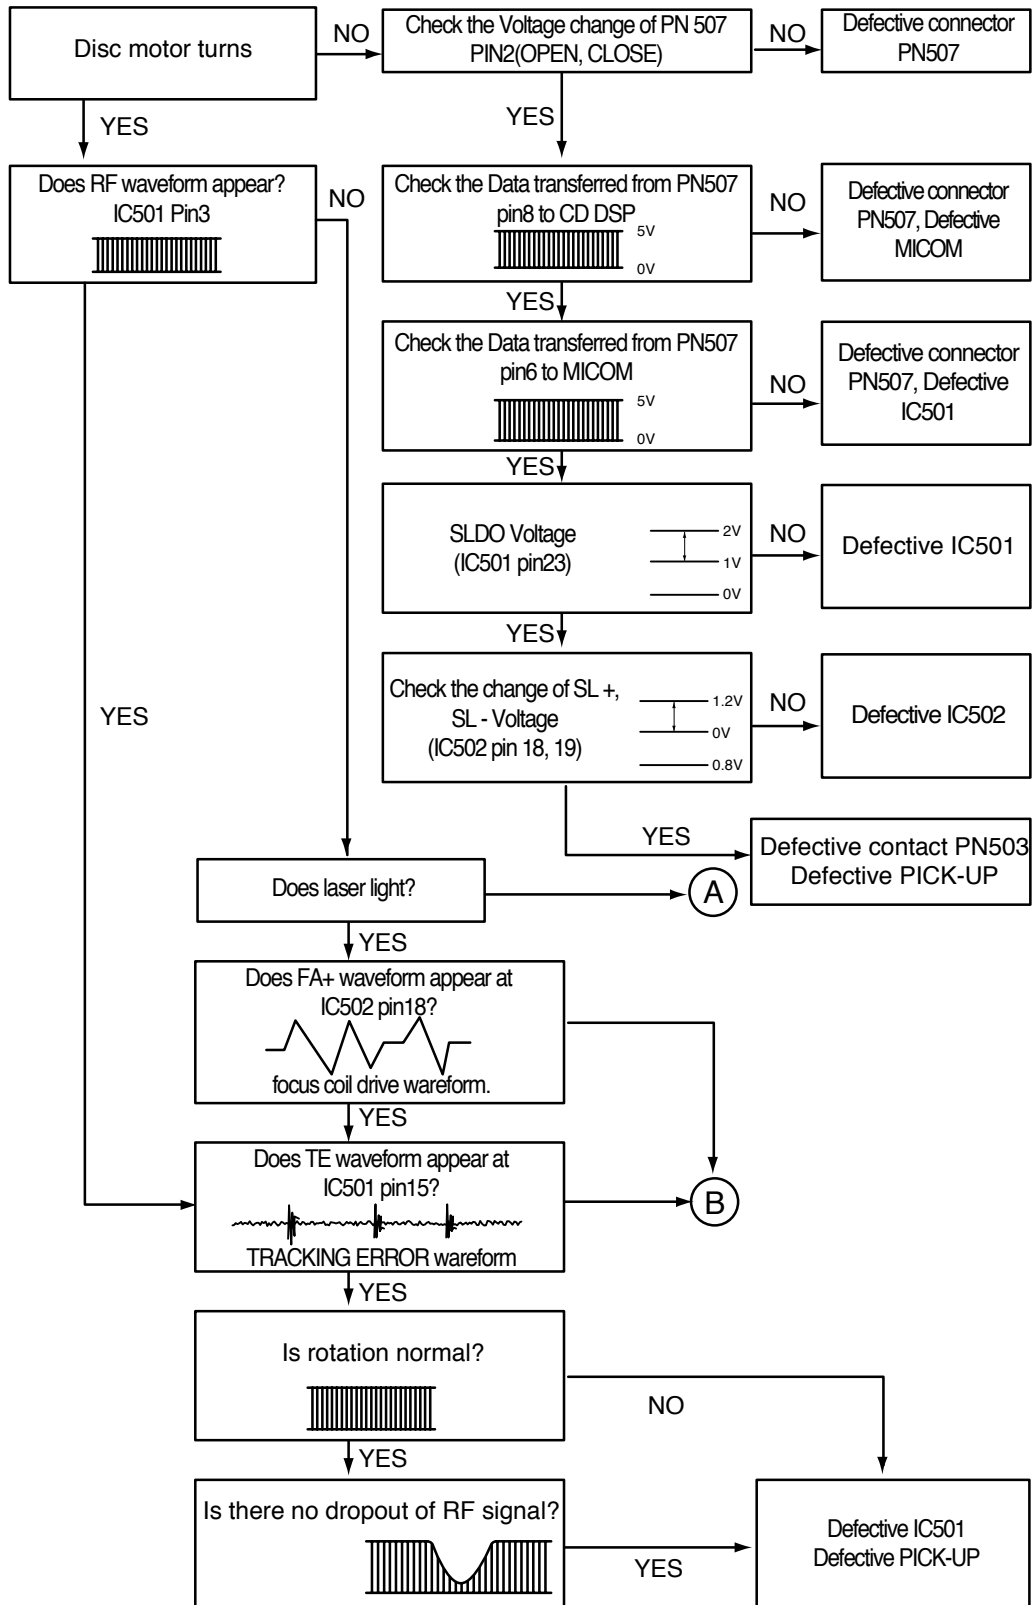 Disc motor turns
NO
Check the Voltage change of PN 507
PIN2(OPEN, CLOSE)
NO
Defective connector
PN507
YES
YES
Does RF waveform appear?
IC501 Pin3
NO
Check the Data transferred from PN507
pin8 to CD DSP
5V
0V
NO
Defective connector
PN507, Defective
MICOM
YES
Check the Data transferred from PN507
pin6 to MICOM
5V
0V
NO
Defective connector
PN507, Defective
IC501
YES
SLDO Voltage
(IC501 pin23)
2V
1V
0V
NO
Defective IC501
YES
Check the change of SL +,
SL - Voltage
(IC502 pin 18, 19)
1.2V
0V
0.8V
NO
Defective IC502
YES
YES
Defective contact PN503
Defective PICK-UP
Does laser light?
A
YES
Does FA+ waveform appear at
IC502 pin18?
focus coil drive wareform.
YES
Does TE waveform appear at
IC501 pin15?
TRACKING ERROR wareform
B
YES
Is rotation normal?
NO
YES
Is there no dropout of RF signal?
YES
Defective IC501
Defective PICK-UP